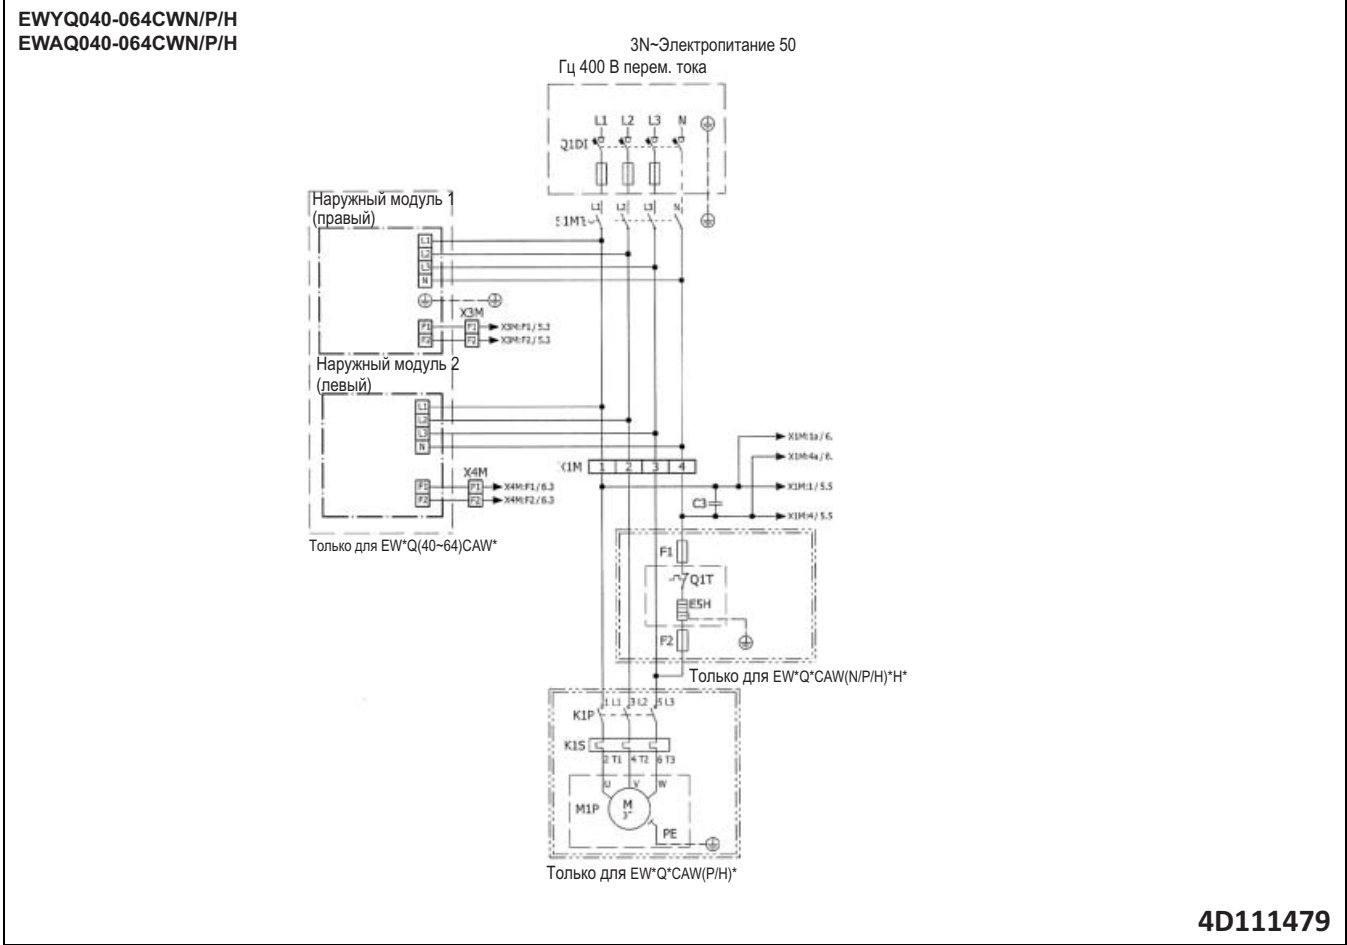 EWYQ040-064CWN/P/H
EWAQ040-064CWN/P/H
3N~Электропитание 50
Гц 400 В перем. тока
L1 L2 L3 N
Q1DI
L1 L2 L3 N
S1M
Наружный модуль 1
(правый)
L1
L2
L3
N
X3M
F1 F1 X3M:F1/5.3
F2 F2 X3M:F2/5.3
Наружный модуль 2
(левый)
L1
L2
L3
N
X4M
F1 F1 X4M:F1/6.3
F2 F2 X4M:F2/6.3
Только для EW*Q(40~64)CAW*
X1M 1 2 3 4
X1M:1a/6.
X1M:4a/6.
X1M:1/5.5
C3
X1M:4/5.5
F1
Q1T
E5H
F2
Только для EW*Q*CAW(N/P/H)*H*
1 L1 3 L2 5 L3
K1P
K1S
2 T1 4 T2 6 T3
U V W
M1P
M
3~
PE
Только для EW*Q*CAW(P/H)*
4D111479